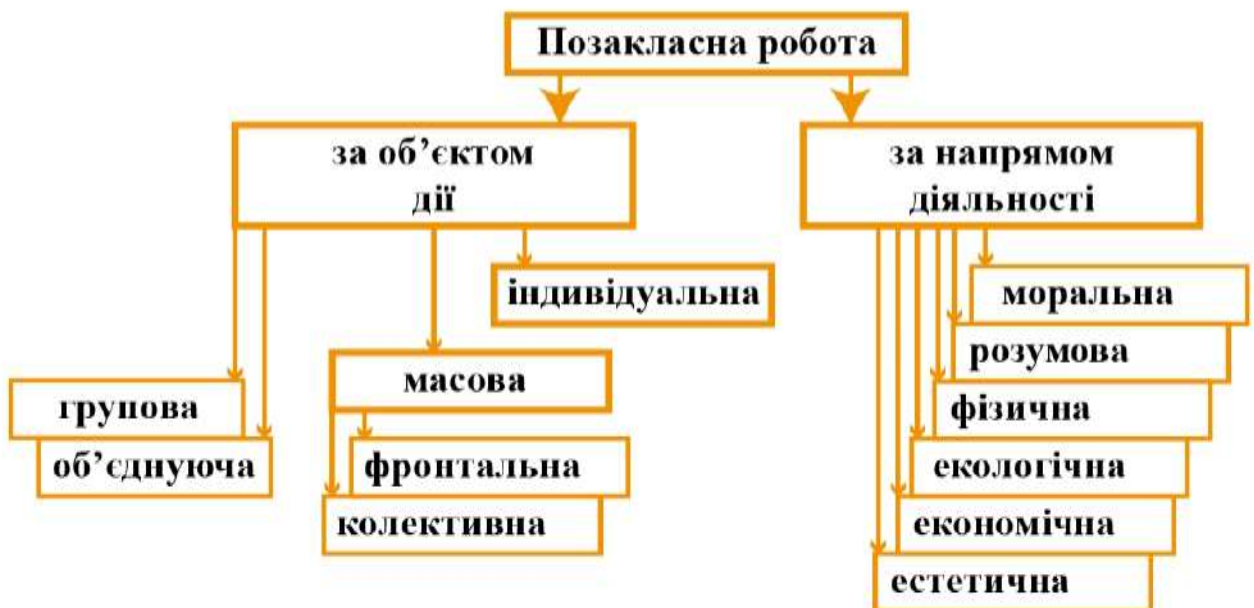 Позакласна робота
за об’єктом
дії
за напрямом
діяльності
індивідуальна
масова
групова
об’єднуюча
фронтальна
колективна
моральна
розумова
фізична
екологічна
економічна
естетична